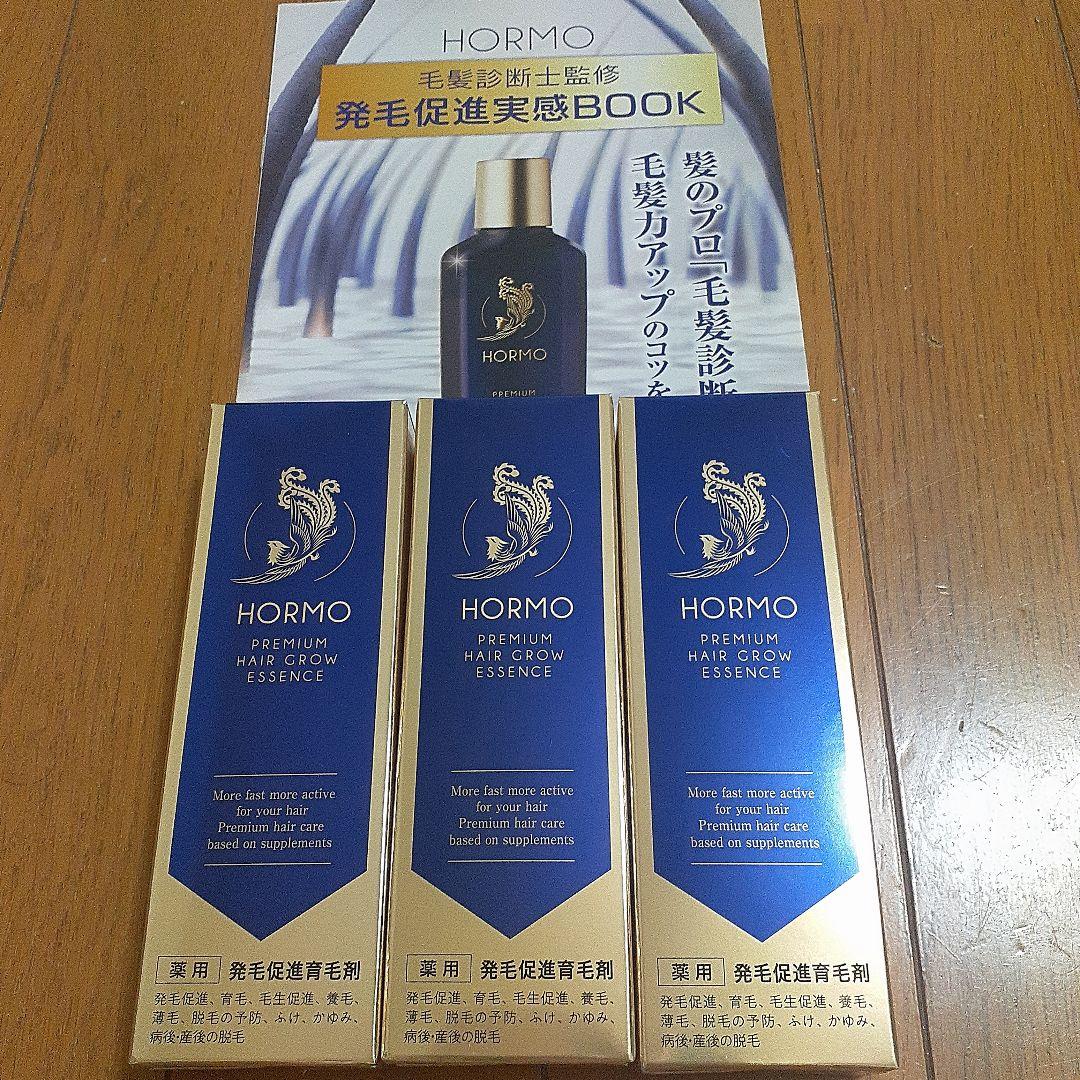 HORMO
毛髪診断士監修
発毛促進実感BOOK
髪のプロ「毛髪診断
毛髪力アップのコツを
HORMO
PREMIUM
HORMO
PREMIUM
HAIR GROW
ESSENCE
More fast more active
for your hair
Premium hair care
based on supplements
薬用 発毛促進育毛剤
発毛促進、育毛、毛生促進、養毛、
薄毛、脱毛の予防、ふけ、かゆみ、
病後・産後の脱毛
HORMO
PREMIUM
HAIR GROW
ESSENCE
More fast more active
for your hair
Premium hair care
based on supplements
薬用 発毛促進育毛剤
発毛促進、育毛、毛生促進、養毛、
薄毛、脱毛の予防、ふけ、かゆみ、
病後・産後の脱毛
HORMO
PREMIUM
HAIR GROW
ESSENCE
More fast more active
for your hair
Premium hair care
based on supplements
薬用 発毛促進育毛剤
発毛促進、育毛、毛生促進、養毛、
薄毛、脱毛の予防、ふけ、かゆみ、
病後・産後の脱毛